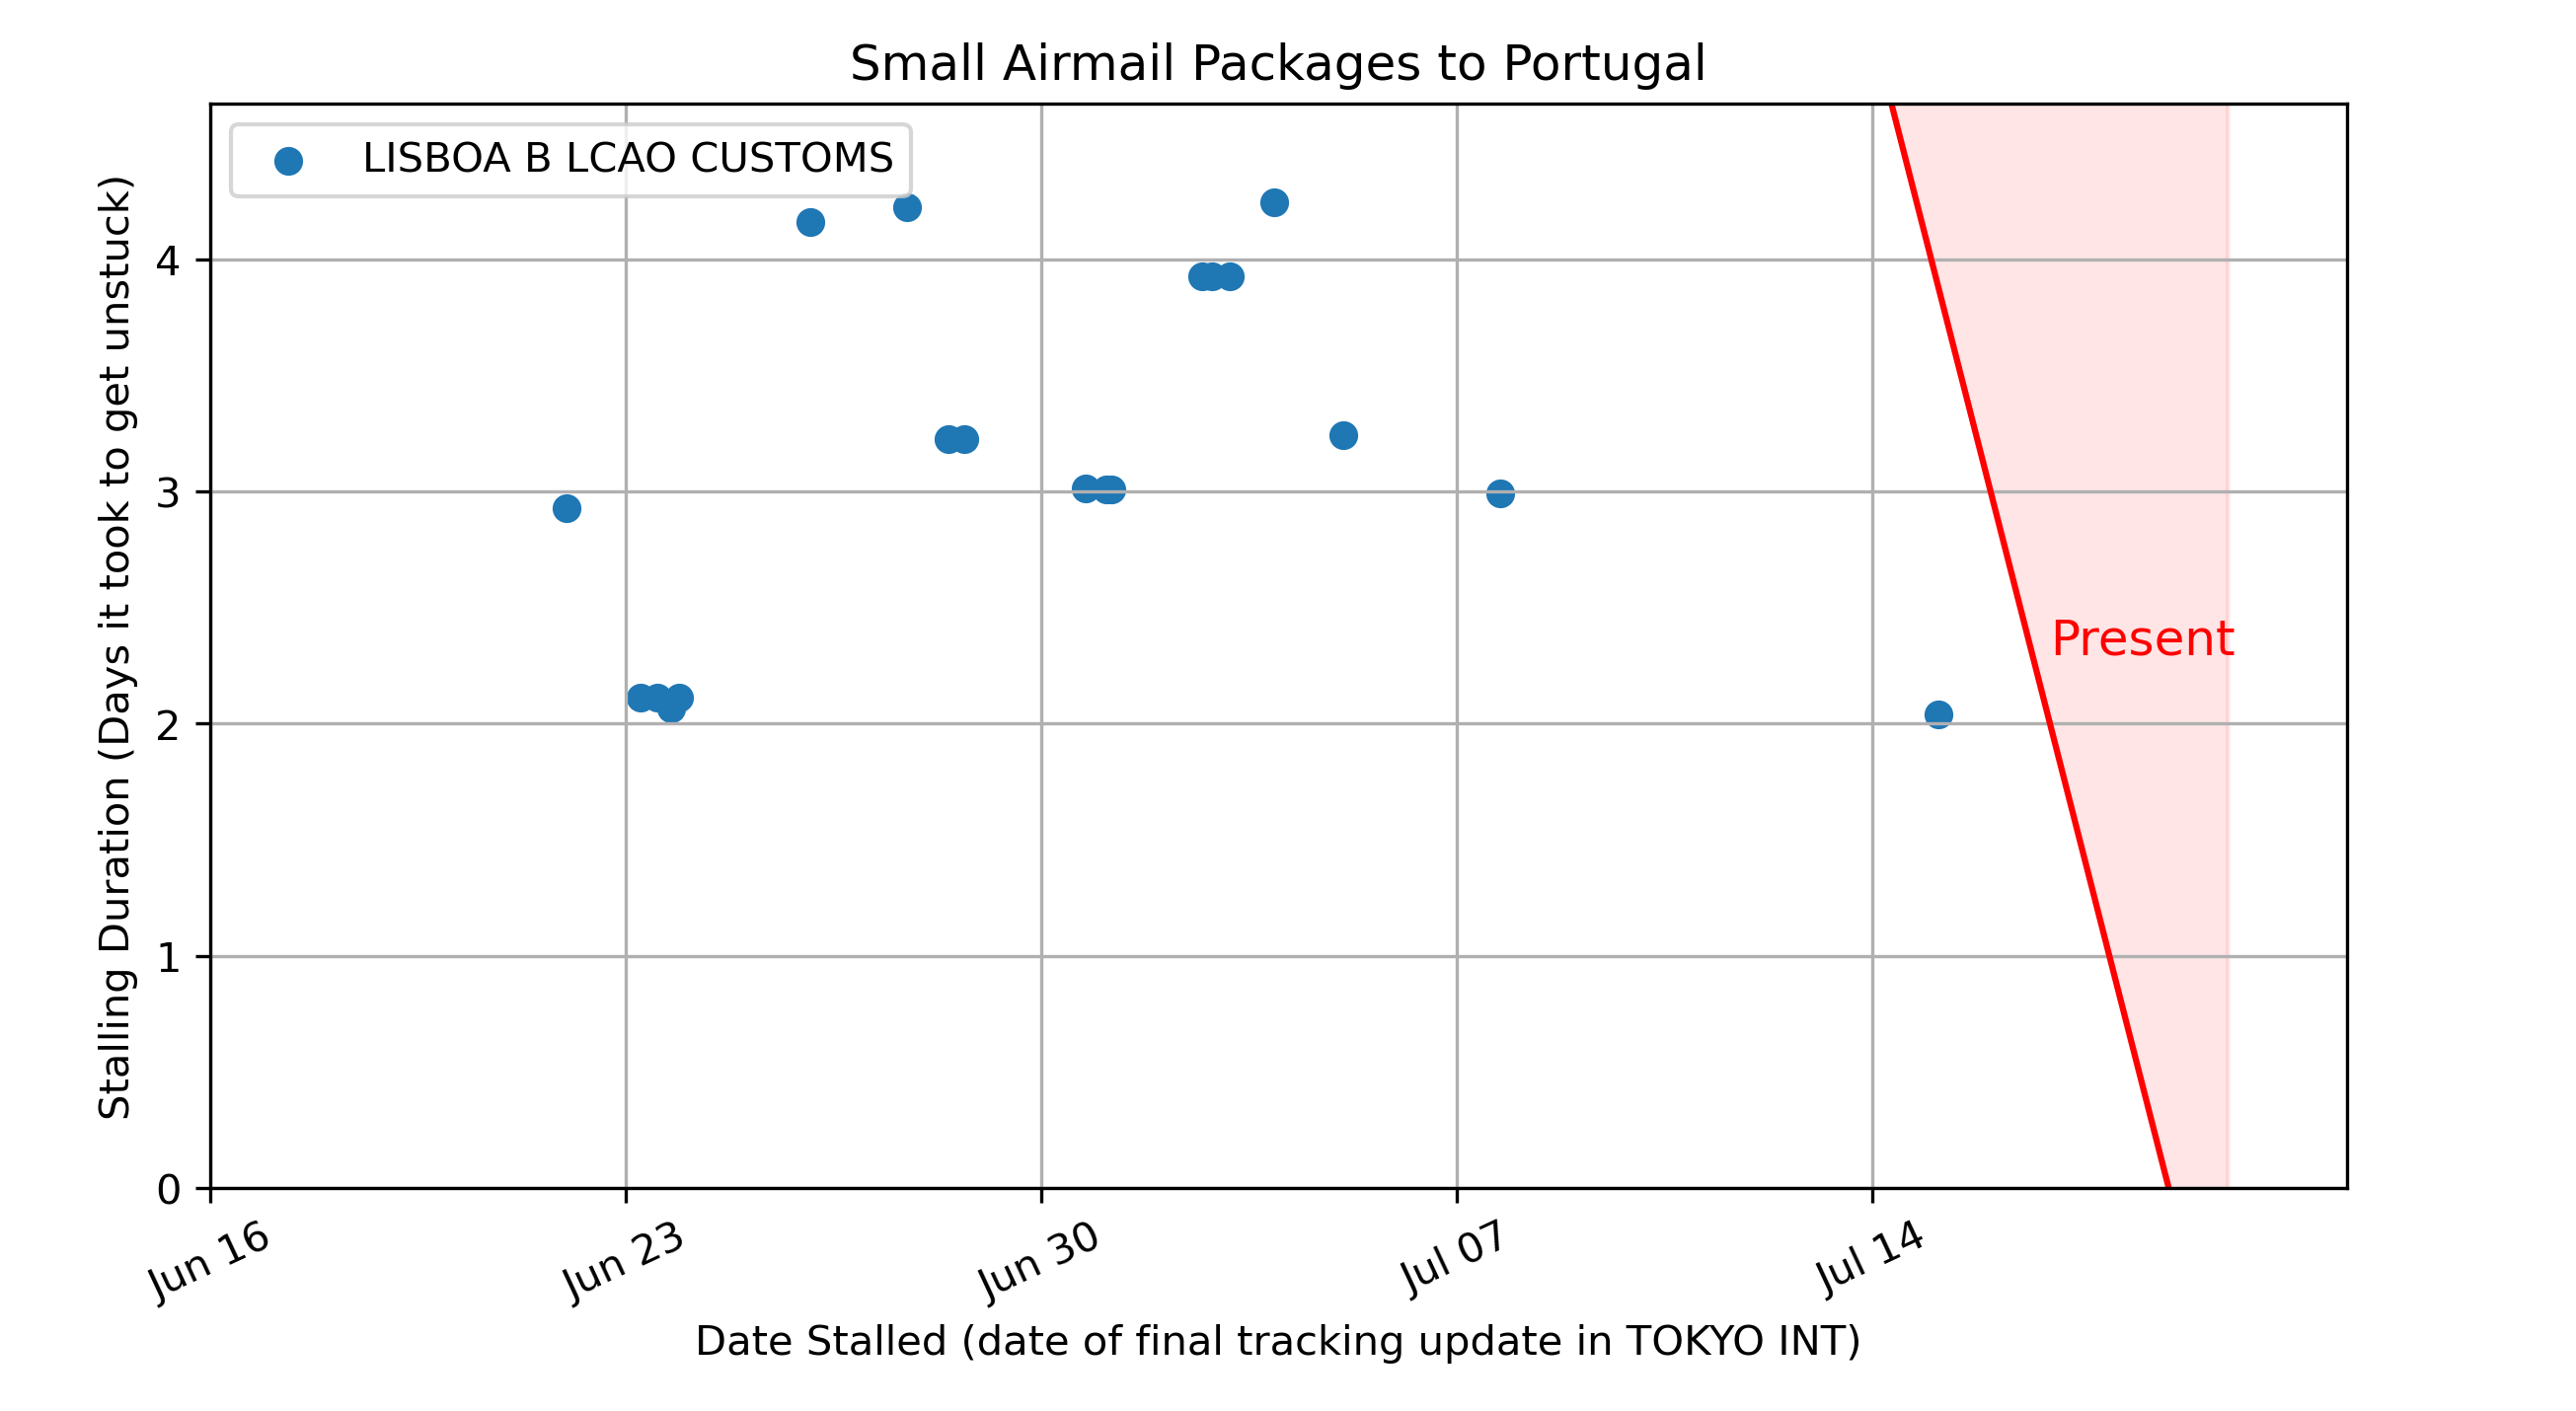 Small Airmail Packages to Portugal
LISBOA B LCAO CUSTOMS
Stalling Duration (Days it took to get unstuck)
4
3
2
1
0
Present
Jun 16
Jun 23
Jun 30
Jul 07
Jul 14
Date Stalled (date of final tracking update in TOKYO INT)